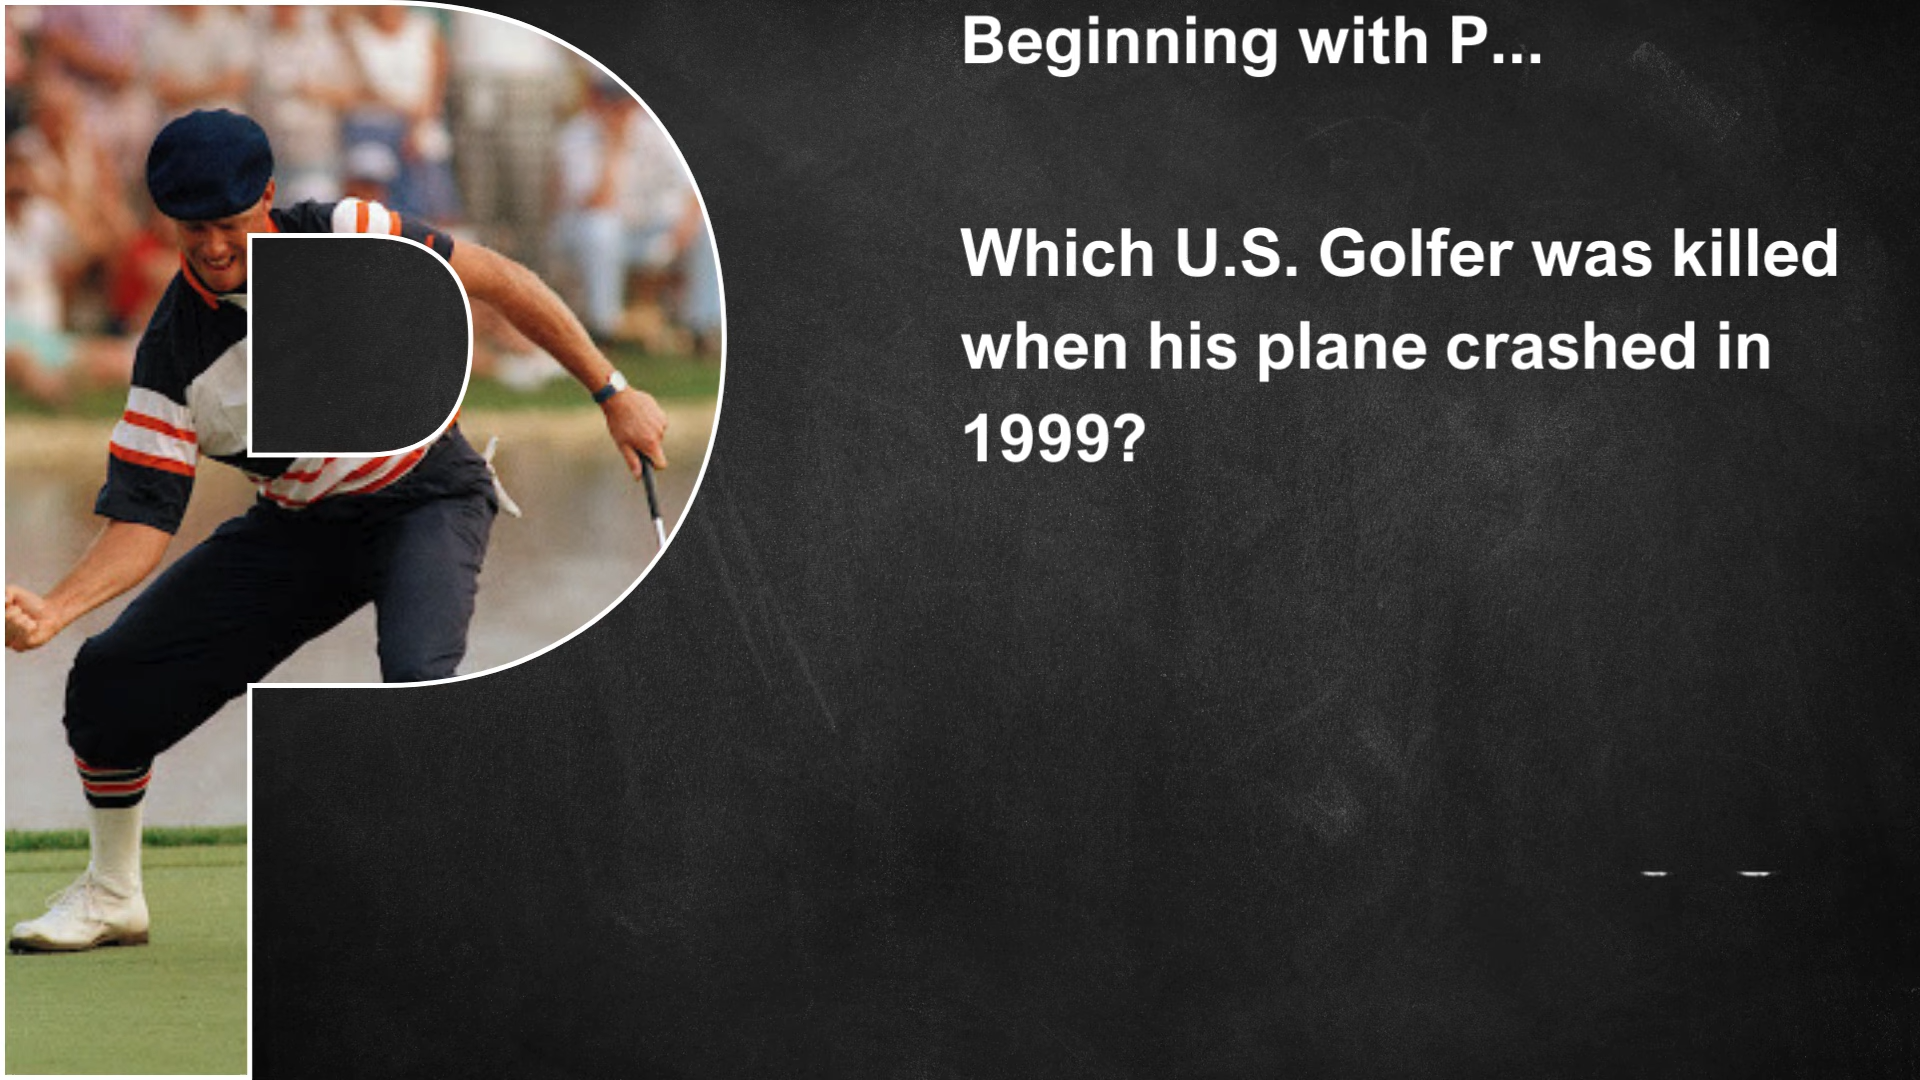 Beginning with P...
Which U.S. Golfer was killed
when his plane crashed in
1999?